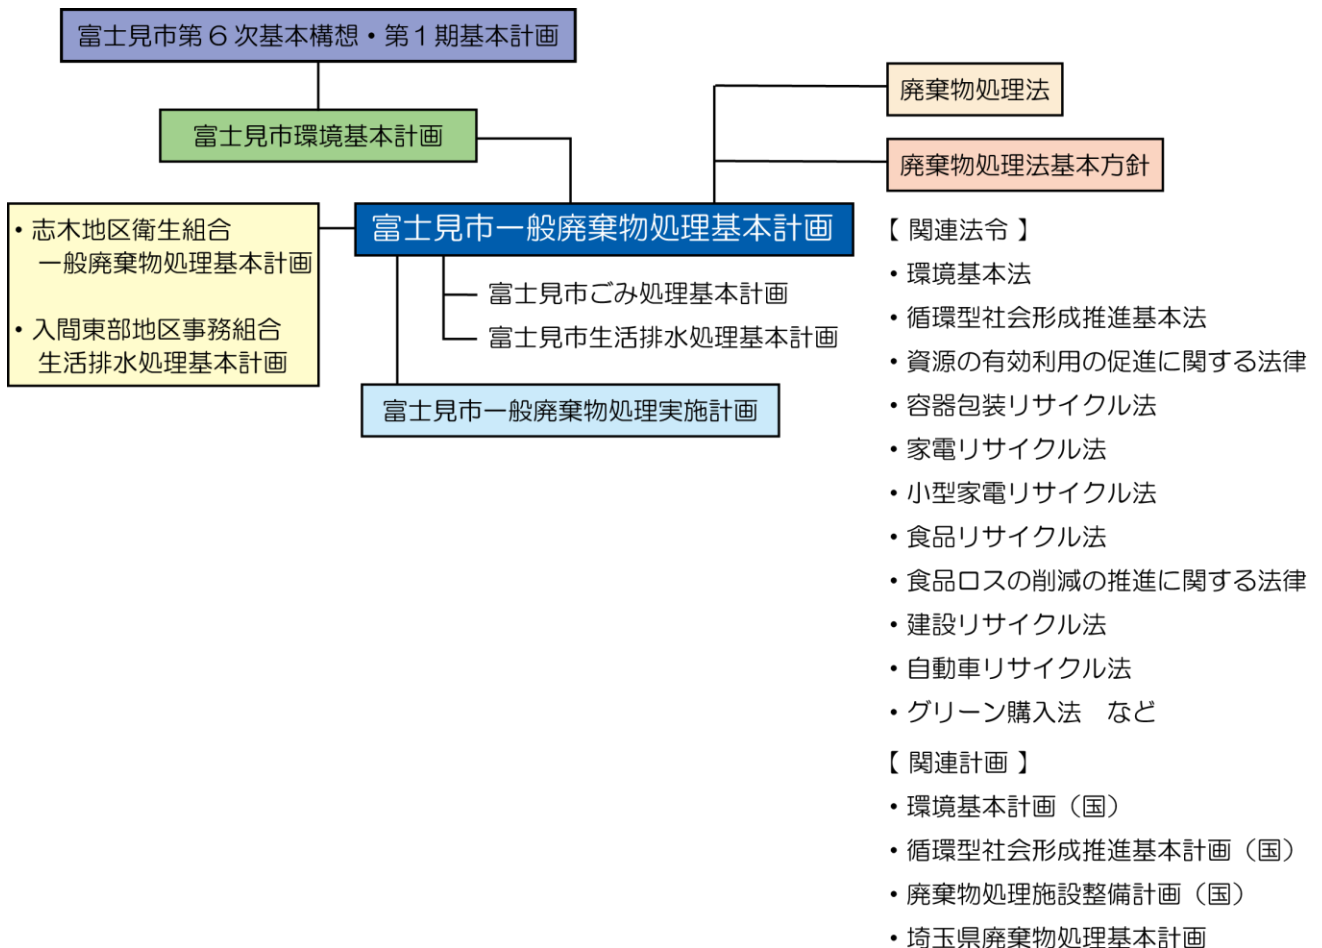 富士見市第６次基本構想・第１期基本計画
富士見市環境基本計画
・志木地区衛生組合
一般廃棄物処理基本計画
・入間東部地区事務組合
生活排水処理基本計画
富士見市一般廃棄物処理基本計画
富士見市ごみ処理基本計画
富士見市生活排水処理基本計画
富士見市一般廃棄物処理実施計画
廃棄物処理法
廃棄物処理法基本方針
【 関連法令 】
・環境基本法
・循環型社会形成推進基本法
・資源の有効利用の促進に関する法律
・容器包装リサイクル法
・家電リサイクル法
・小型家電リサイクル法
・食品リサイクル法
・食品ロスの削減の推進に関する法律
・建設リサイクル法
・自動車リサイクル法
・グリーン購入法　など
【 関連計画 】
・環境基本計画（国）
・循環型社会形成推進基本計画（国）
・廃棄物処理施設整備計画（国）
・埼玉県廃棄物処理基本計画